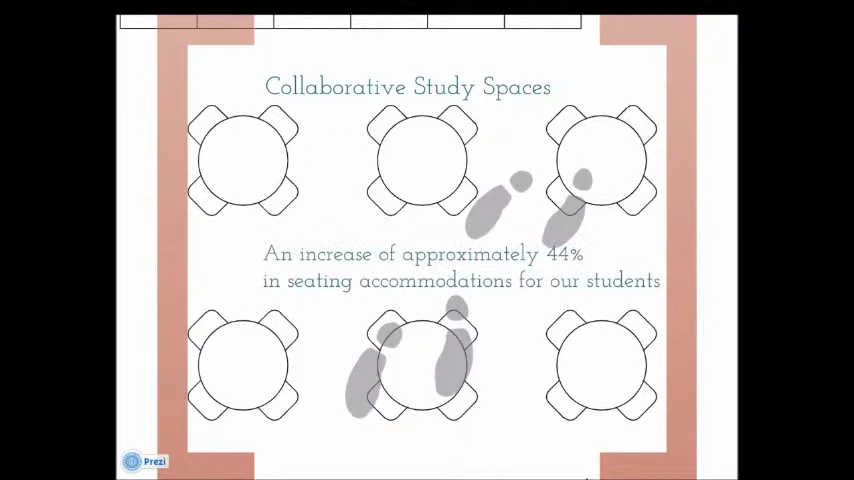 Collaborative Study Spaces
An increase of approximately 44%
in seating accommodations for our students
Prezi